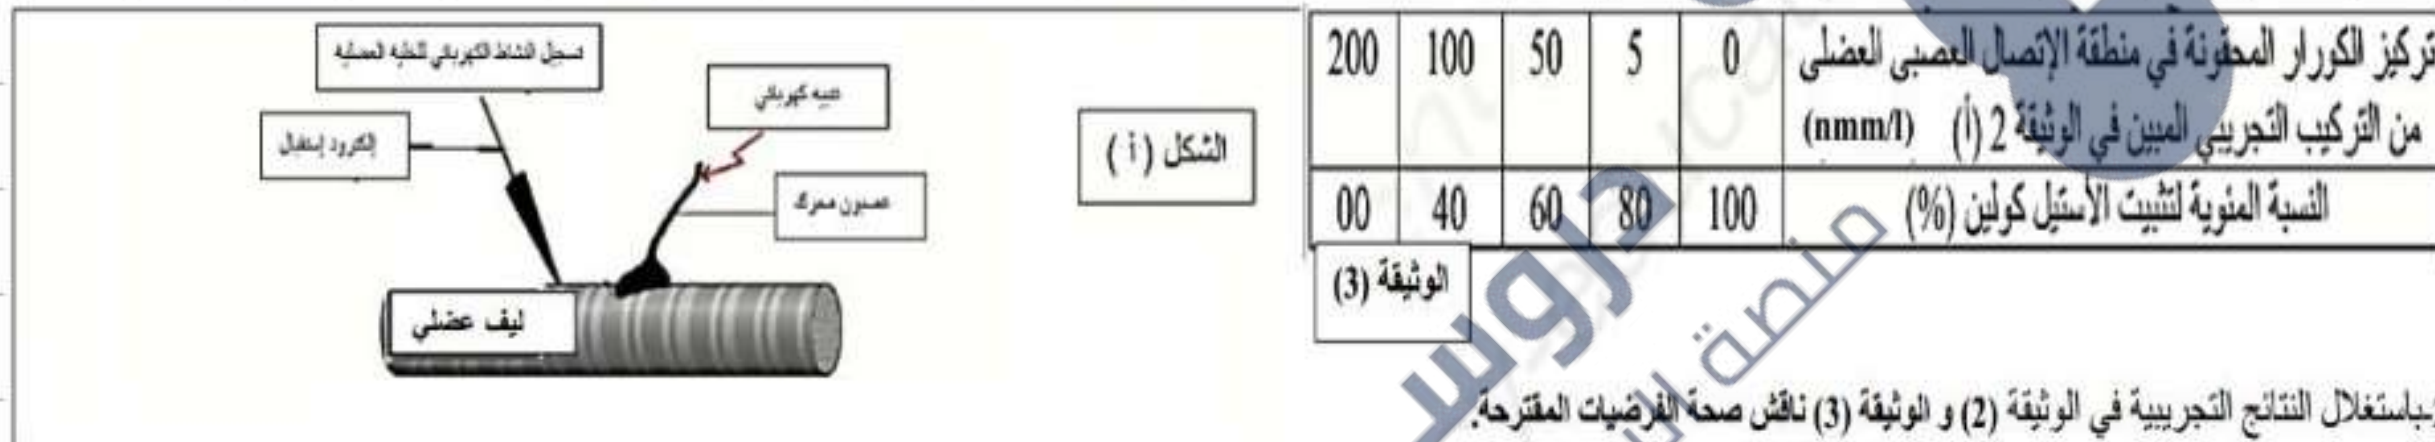 تسجيل النشاط الكهربائي للخلية العضلية
تنبيه كهربائي
إلكترود إستقبال
الشكل ( أ )
عصبون محرك
ليف عضلي
تركيز الكورار المحقونة في منطقة الإتصال العصبي العضلي
من التركيب التجريبي المبين في الوثيقة 2 (أ) (nmm/l)
0 5 50 100 200
النسبة المئوية لتثبيت الأستيل كولين (%)
100 80 60 40 00
الوثيقة (3)
باستغلال النتائج التجريبية في الوثيقة (2) و الوثيقة (3) ناقش صحة الفرضيات المقترحة.
دروس
منصة